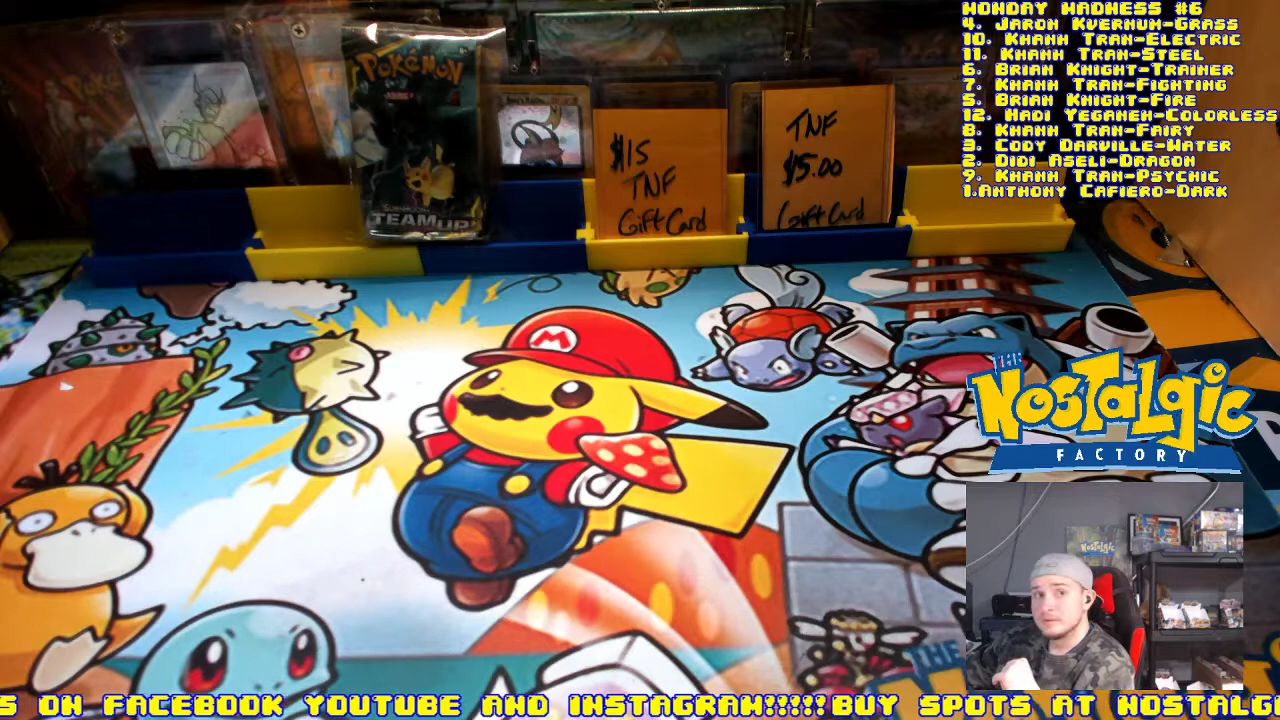 MONDAY MADNESS #6
4. JARON KVERNUM-GRASS
10. KHANH TRAN-ELECTRIC
11. KHANH TRAN-STEEL
6. BRIAN KNIGHT-TRAINER
7. KHANH TRAN-FIGHTING
5. BRIAN KNIGHT-FIRE
12. HADI YEGANEH-COLORLESS
8. KHANH TRAN-FAIRY
3. CODY DARVILLE-WATER
2. DIDI ASELI-DRAGON
9. KHANH TRAN-PSYCHIC
1.ANTHONY CAFIERO-DARK
POKÉMON
TEAM UP
$15
TNF
Gift Card
TNF
$5.00
Gift Card
M
THE
NOSTALGIC
FACTORY
THE
S ON FACEBOOK YOUTUBE AND INSTAGRAM!!!!!BUY SPOTS AT NOSTALG